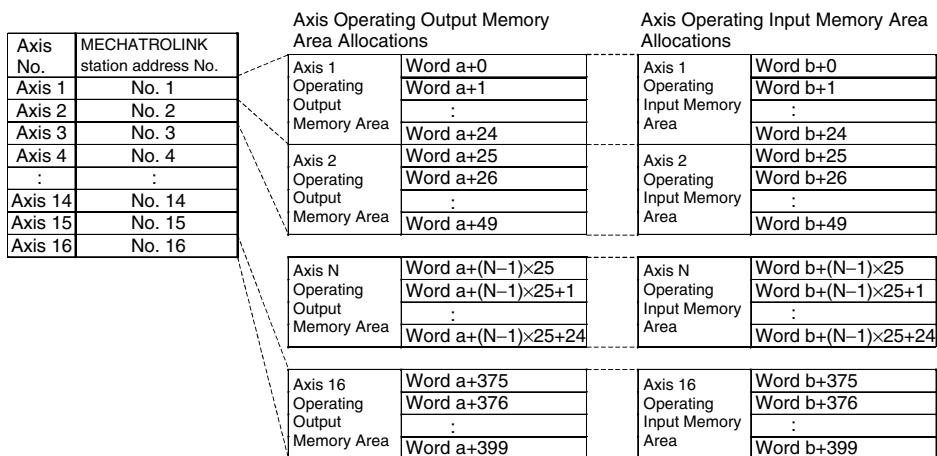 Axis No.
MECHATROLINK station address No.
Axis 1 No. 1
Axis 2 No. 2
Axis 3 No. 3
Axis 4 No. 4
: :
Axis 14 No. 14
Axis 15 No. 15
Axis 16 No. 16
Axis Operating Output Memory
Area Allocations
Axis 1
Operating
Output
Memory Area
Word a+0
Word a+1
:
Word a+24
Axis 2
Operating
Output
Memory Area
Word a+25
Word a+26
:
Word a+49
Axis N
Operating
Output
Memory Area
Word a+(N−1)×25
Word a+(N−1)×25+1
:
Word a+(N−1)×25+24
Axis 16
Operating
Output
Memory Area
Word a+375
Word a+376
:
Word a+399
Axis Operating Input Memory Area
Allocations
Axis 1
Operating
Input Memory
Area
Word b+0
Word b+1
:
Word b+24
Axis 2
Operating
Input Memory
Area
Word b+25
Word b+26
:
Word b+49
Axis N
Operating
Input Memory
Area
Word b+(N−1)×25
Word b+(N−1)×25+1
:
Word b+(N−1)×25+24
Axis 16
Operating
Input Memory
Area
Word b+375
Word b+376
:
Word b+399